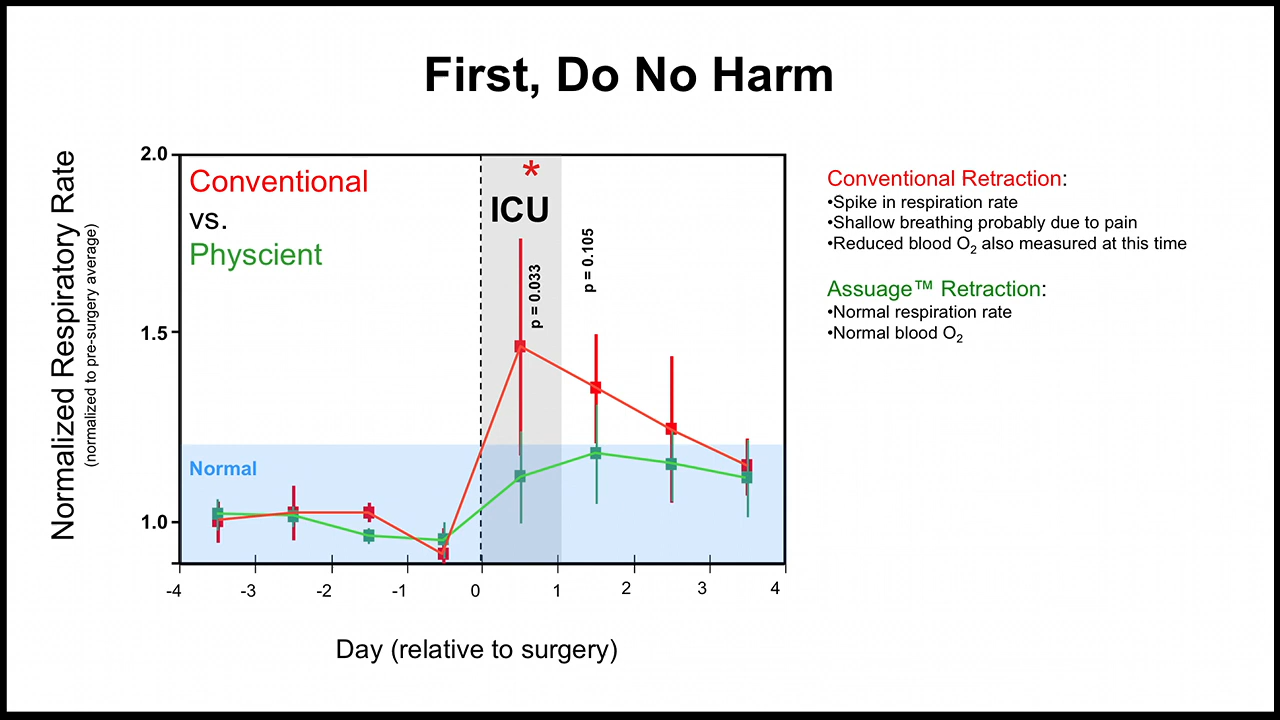 First, Do No Harm
Normalized Respiratory Rate
(normalized to pre-surgery average)
2.0
1.5
1.0
Conventional
vs.
Physcient
*
ICU
p = 0.033
p = 0.105
Normal
-4 -3 -2 -1 0 1 2 3 4
Day (relative to surgery)
Conventional Retraction:
•Spike in respiration rate
•Shallow breathing probably due to pain
•Reduced blood O2 also measured at this time
Assuage™ Retraction:
•Normal respiration rate
•Normal blood O2